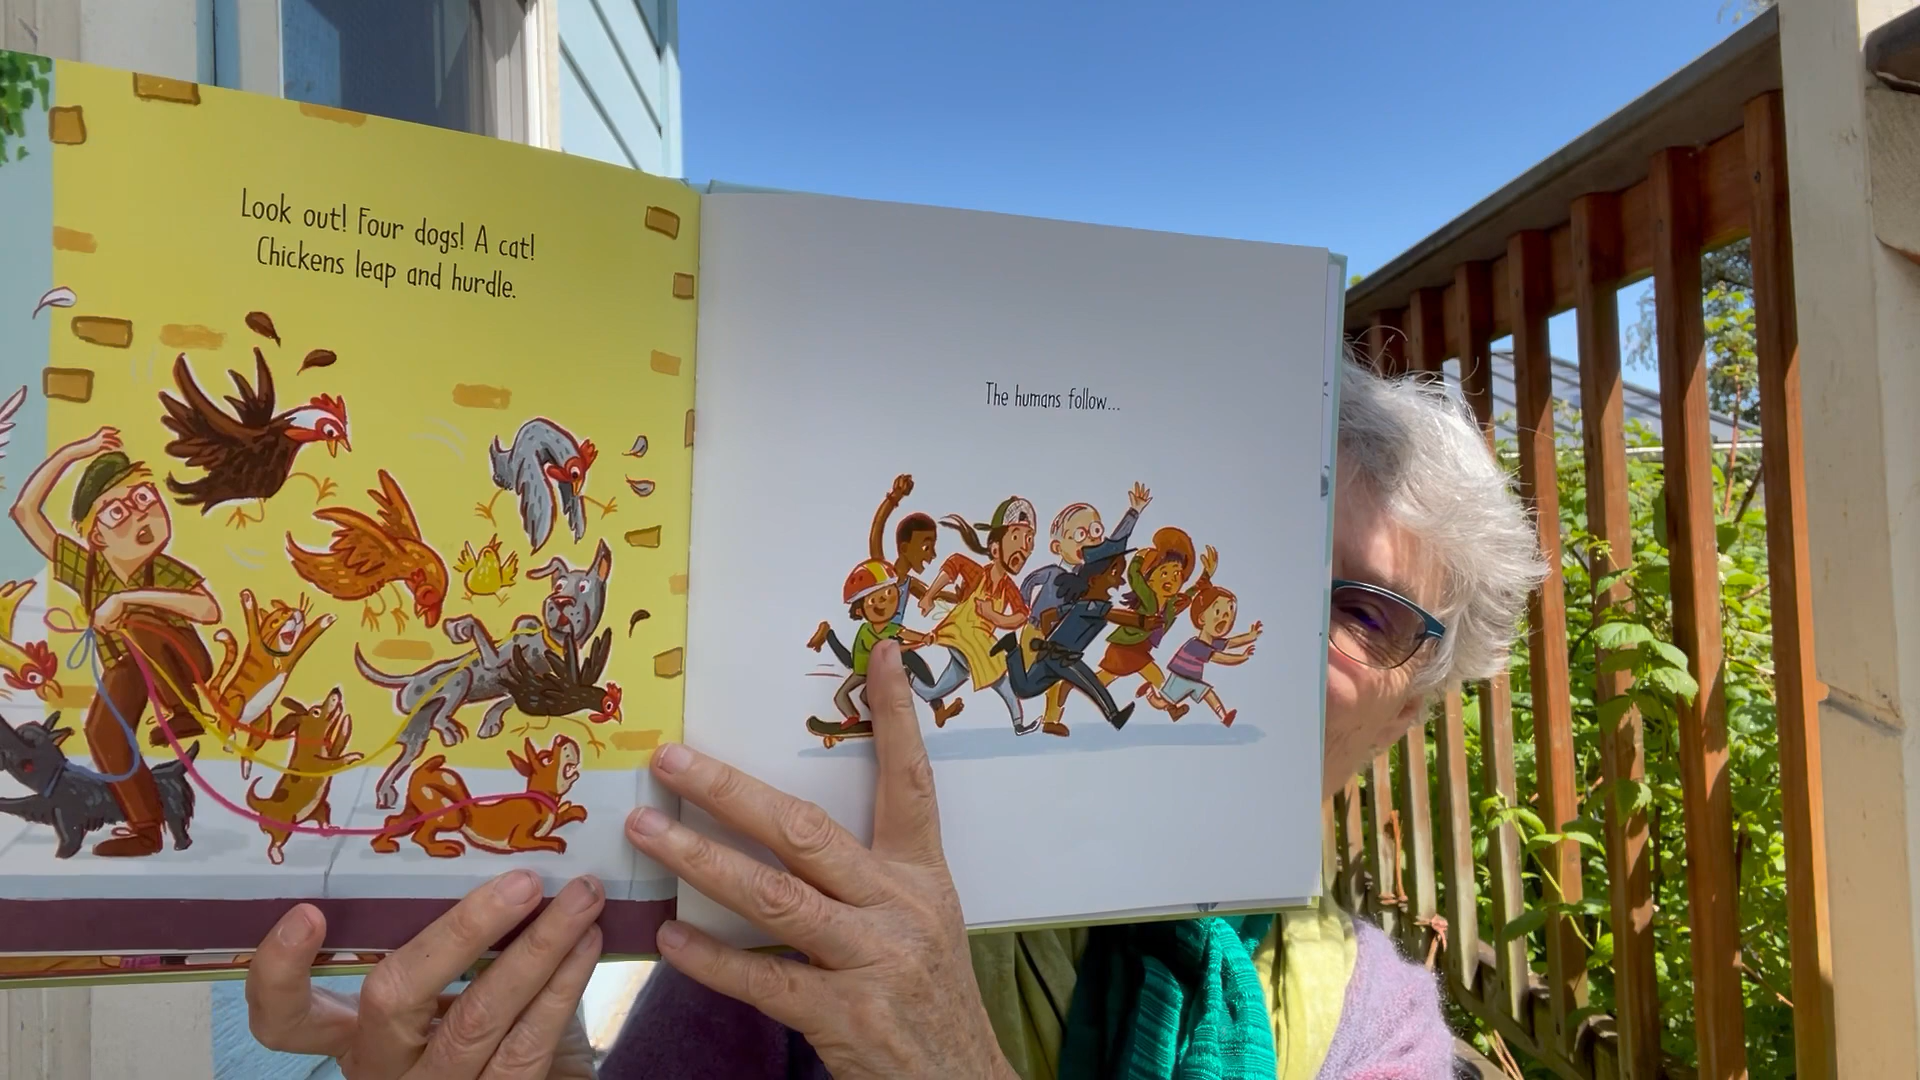 Look out! Four dogs! A cat!
Chickens leap and hurdle.
The humans follow...